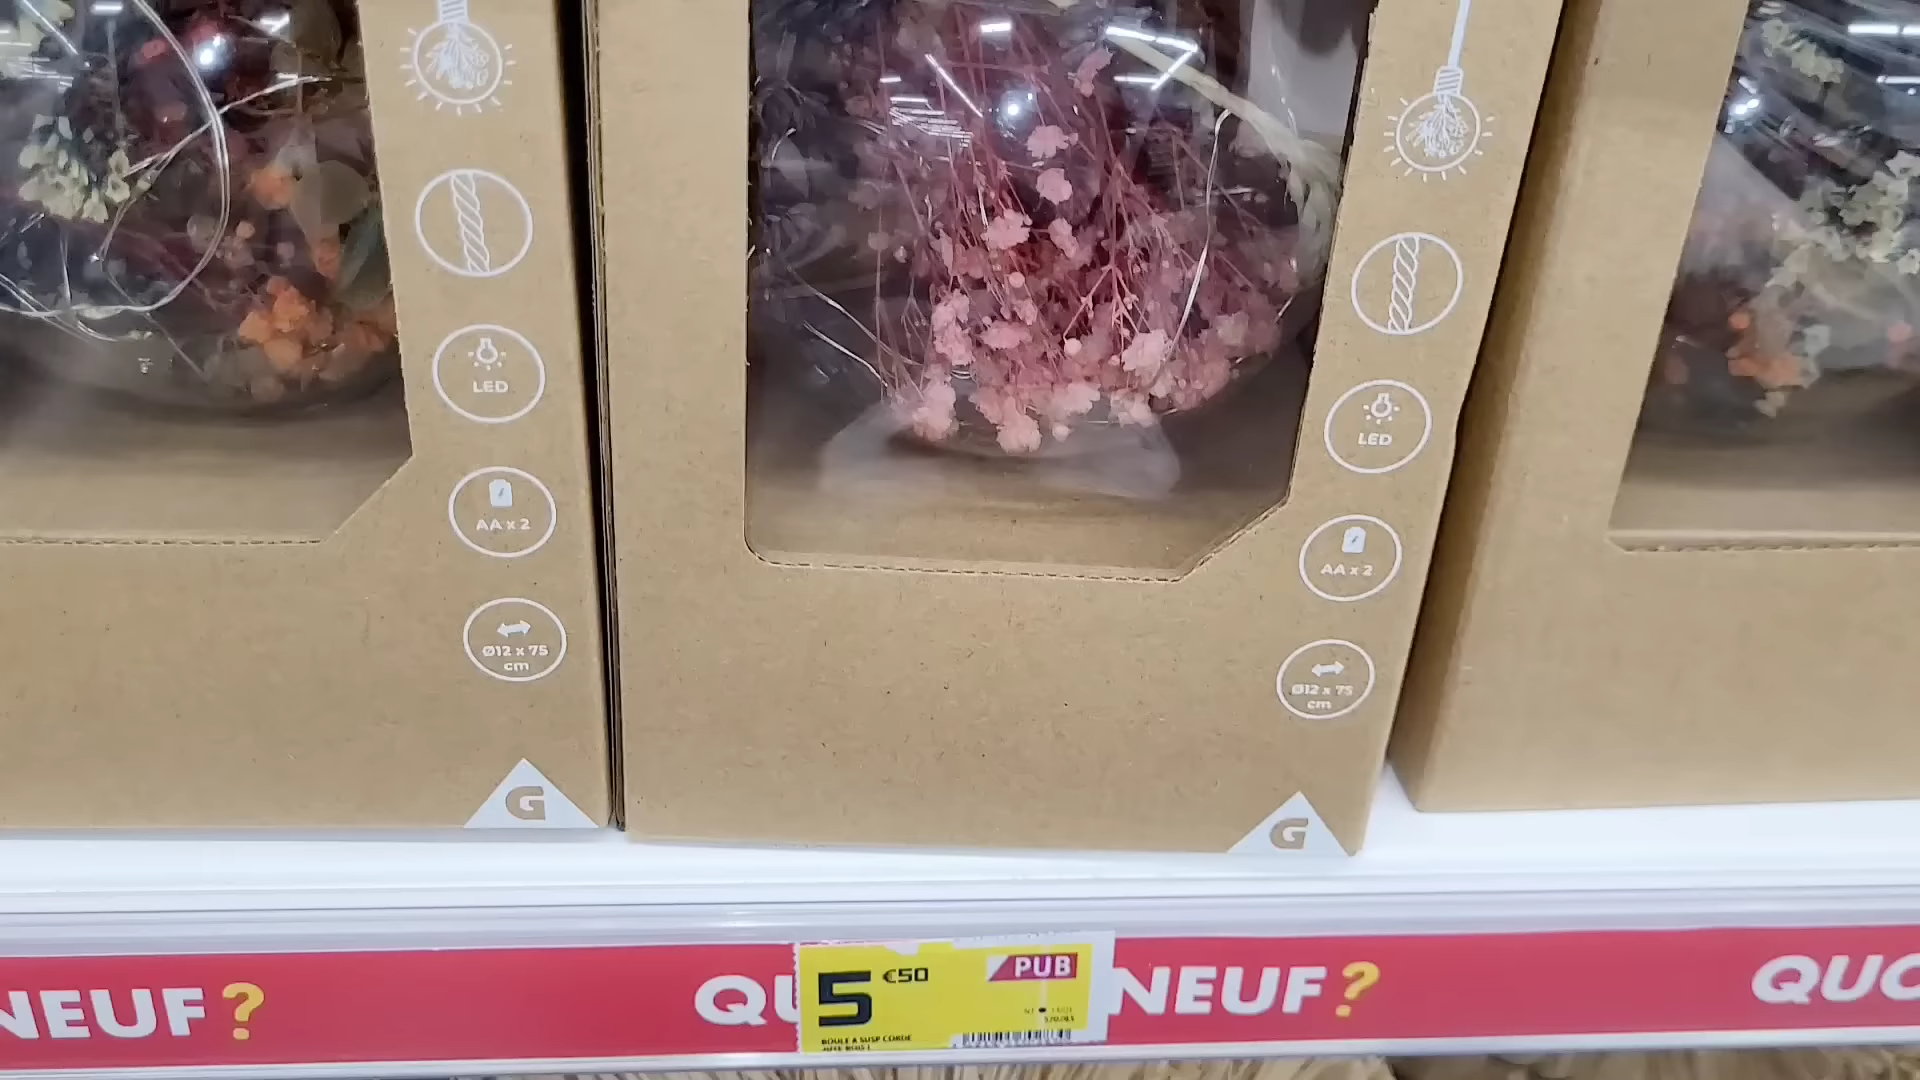 LED
AA x 2
Ø12 x 75
cm
G
LED
AA x 2
Ø12 x 75
cm
G
NEUF ?
QU
NEUF ?
QUO
5 €50
PUB
BOULE A SUSP CORDE